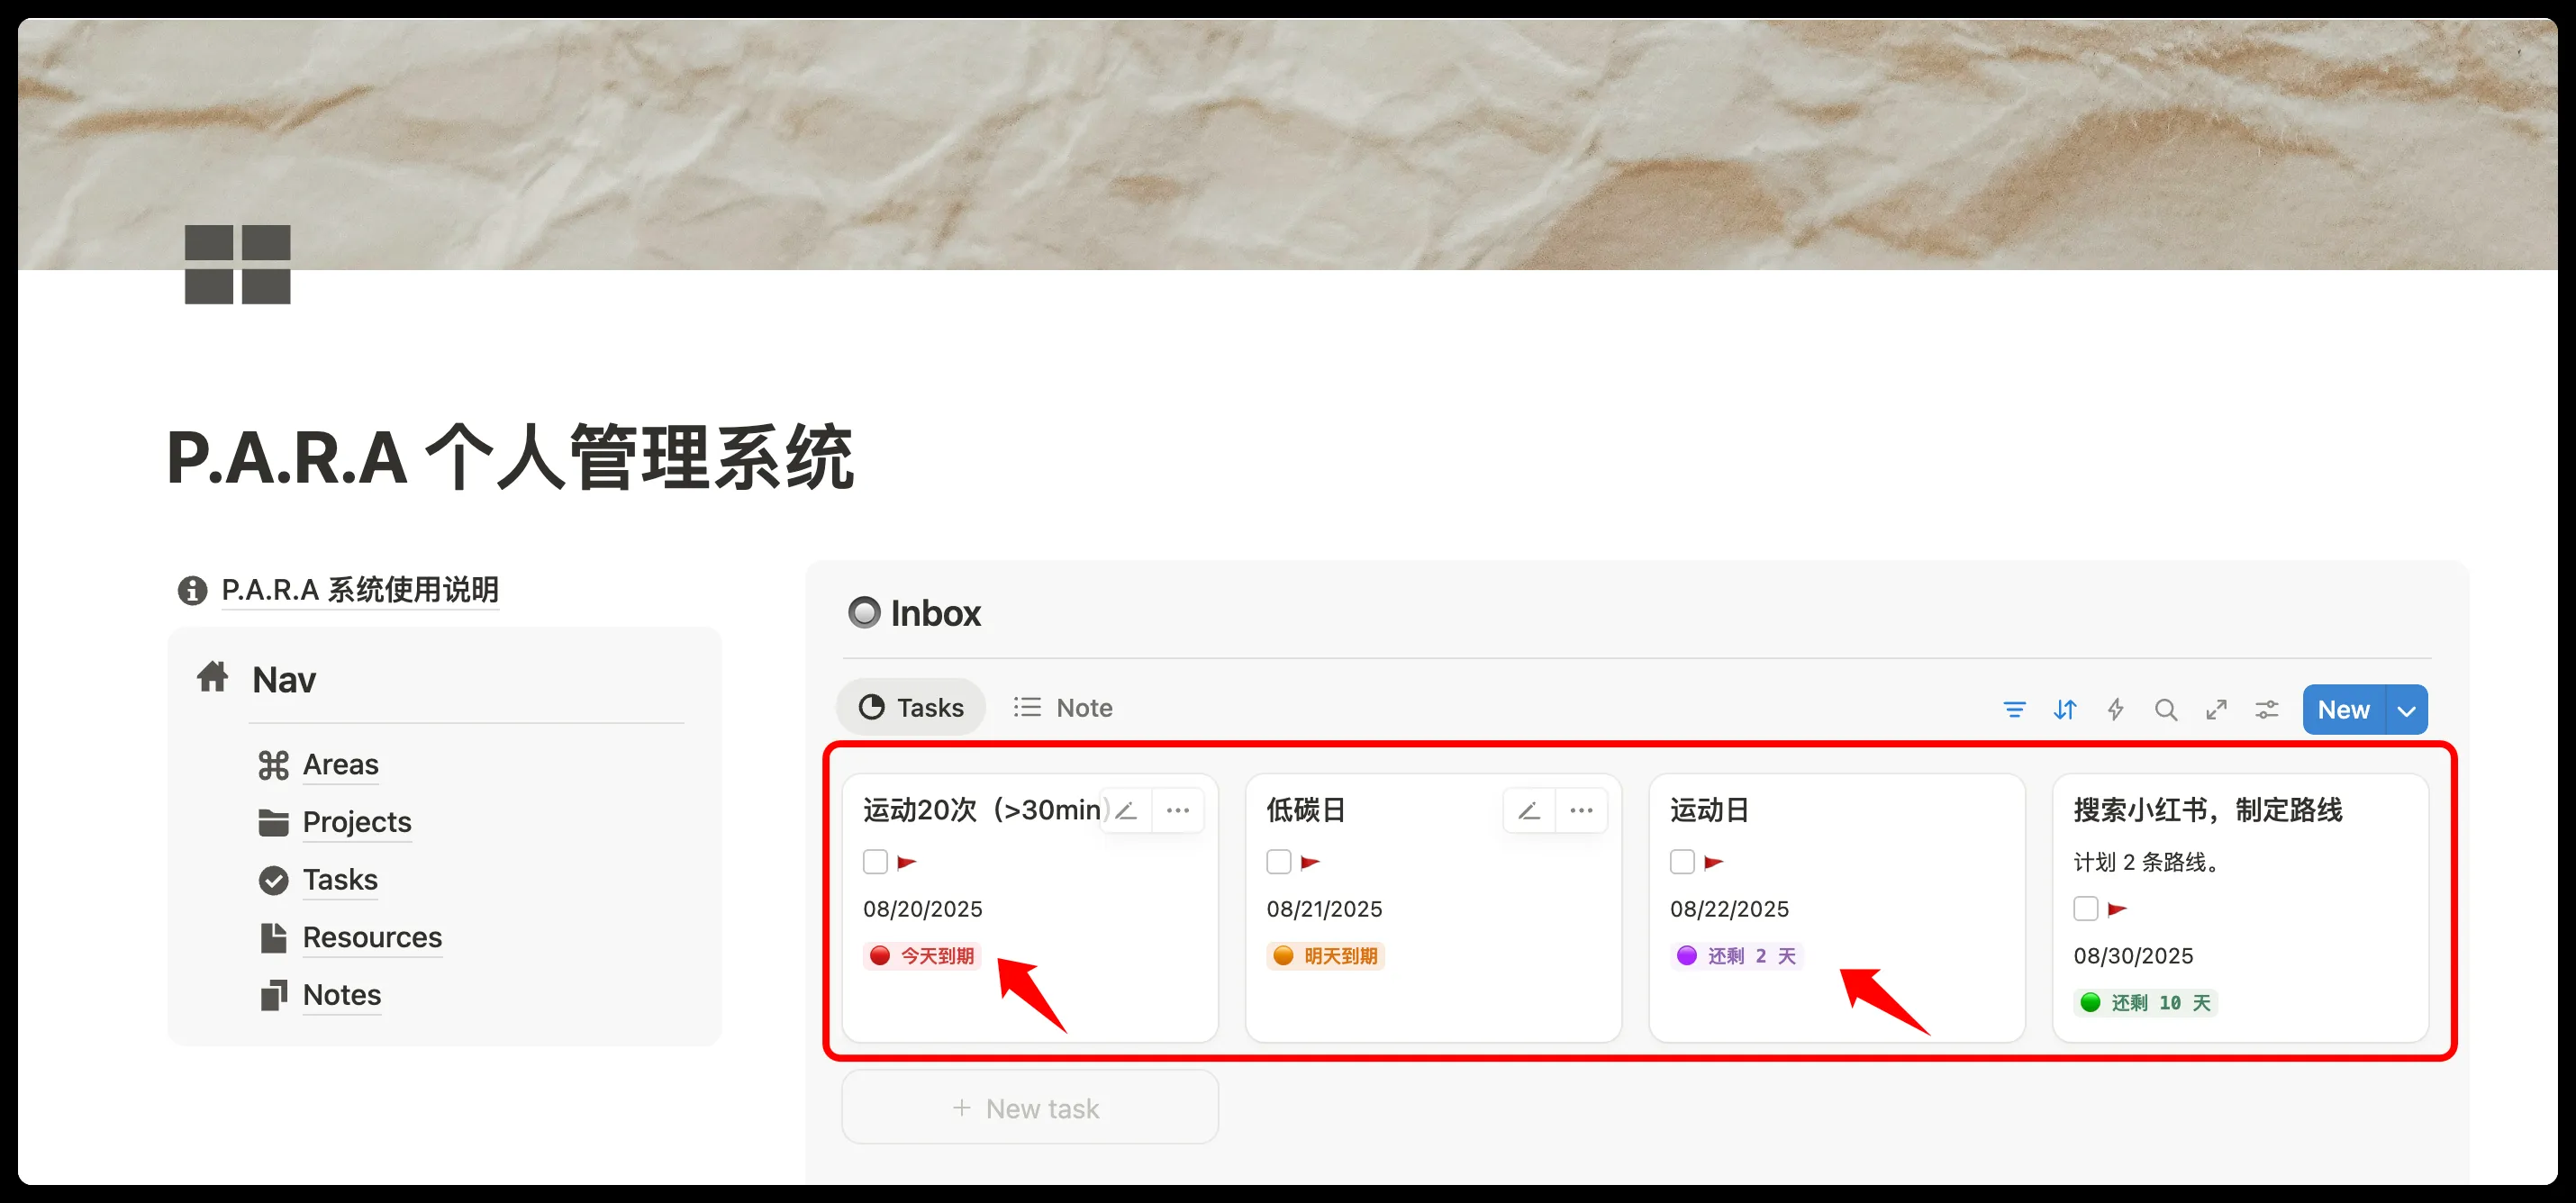 P.A.R.A 个人管理系统
P.A.R.A 系统使用说明
Nav
Areas
Projects
Tasks
Resources
Notes
Inbox
Tasks
Note
New
运动20次（>30min）
08/20/2025
今天到期
低碳日
08/21/2025
明天到期
运动日
08/22/2025
还剩 2 天
搜索小红书，制定路线
计划 2 条路线。
08/30/2025
还剩 10 天
+ New task